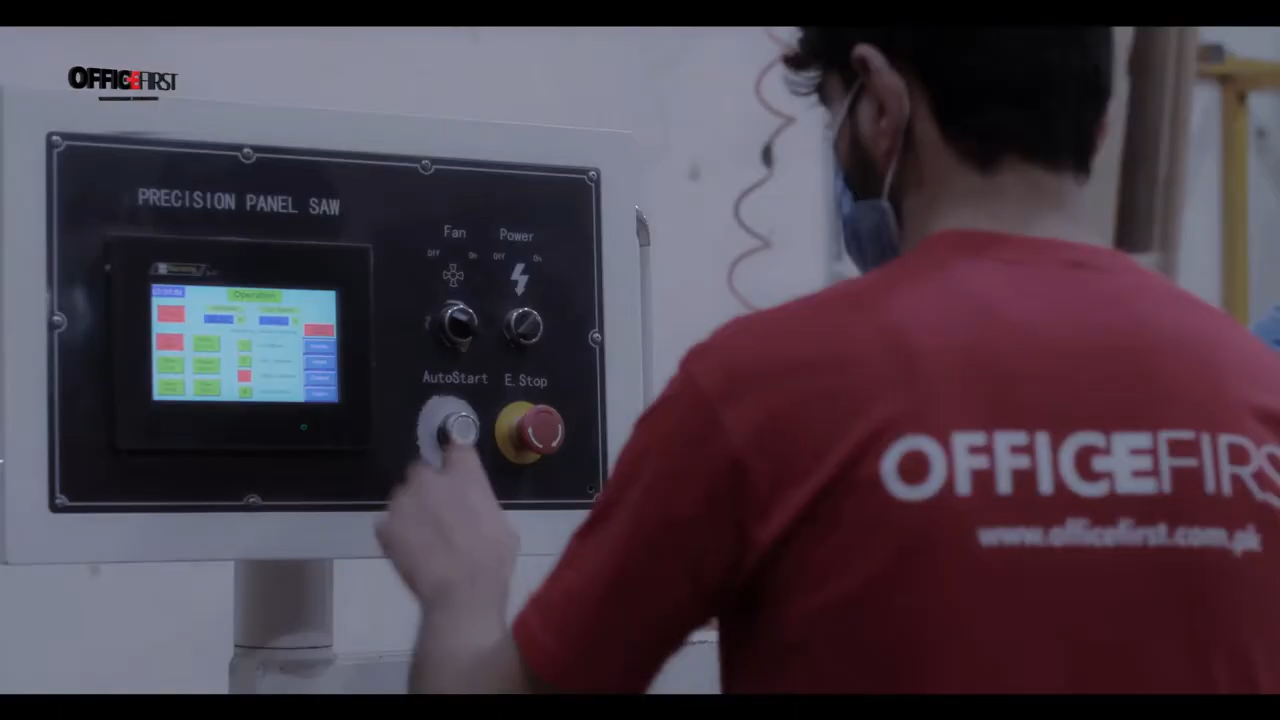 OFFICEFIRST
PRECISION PANEL SAW
Fan
Power
Off
On
Off
On
Operation
AutoStart
E.Stop
OFFICEFIRS
www.officefirst.com.pk